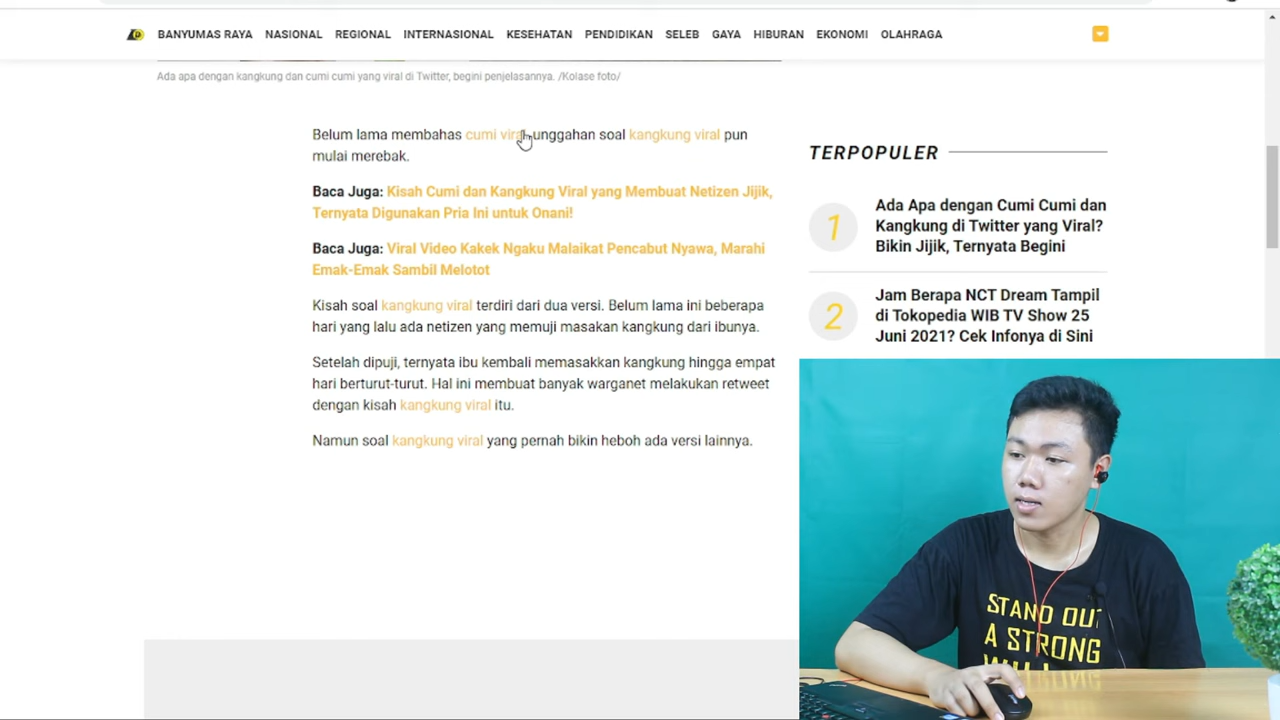 BANYUMAS RAYA NASIONAL REGIONAL INTERNASIONAL KESEHATAN PENDIDIKAN SELEB GAYA HIBURAN EKONOMI OLAHRAGA
Ada apa dengan kangkung dan cumi cumi yang viral di Twitter, begini penjelasannya. /Kolase foto/
Belum lama membahas cumi viral unggahan soal kangkung viral pun
mulai merebak.
Baca Juga: Kisah Cumi dan Kangkung Viral yang Membuat Netizen Jijik,
Ternyata Digunakan Pria Ini untuk Onani!
Baca Juga: Viral Video Kakek Ngaku Malaikat Pencabut Nyawa, Marahi
Emak-Emak Sambil Melotot
Kisah soal kangkung viral terdiri dari dua versi. Belum lama ini beberapa
hari yang lalu ada netizen yang memuji masakan kangkung dari ibunya.
Setelah dipuji, ternyata ibu kembali memasakkan kangkung hingga empat
hari berturut-turut. Hal ini membuat banyak warganet melakukan retweet
dengan kisah kangkung viral itu.
Namun soal kangkung viral yang pernah bikin heboh ada versi lainnya.
TERPOPULER
1
Ada Apa dengan Cumi Cumi dan
Kangkung di Twitter yang Viral?
Bikin Jijik, Ternyata Begini
2
Jam Berapa NCT Dream Tampil
di Tokopedia WIB TV Show 25
Juni 2021? Cek Infonya di Sini
STAND OUT
A STRONG